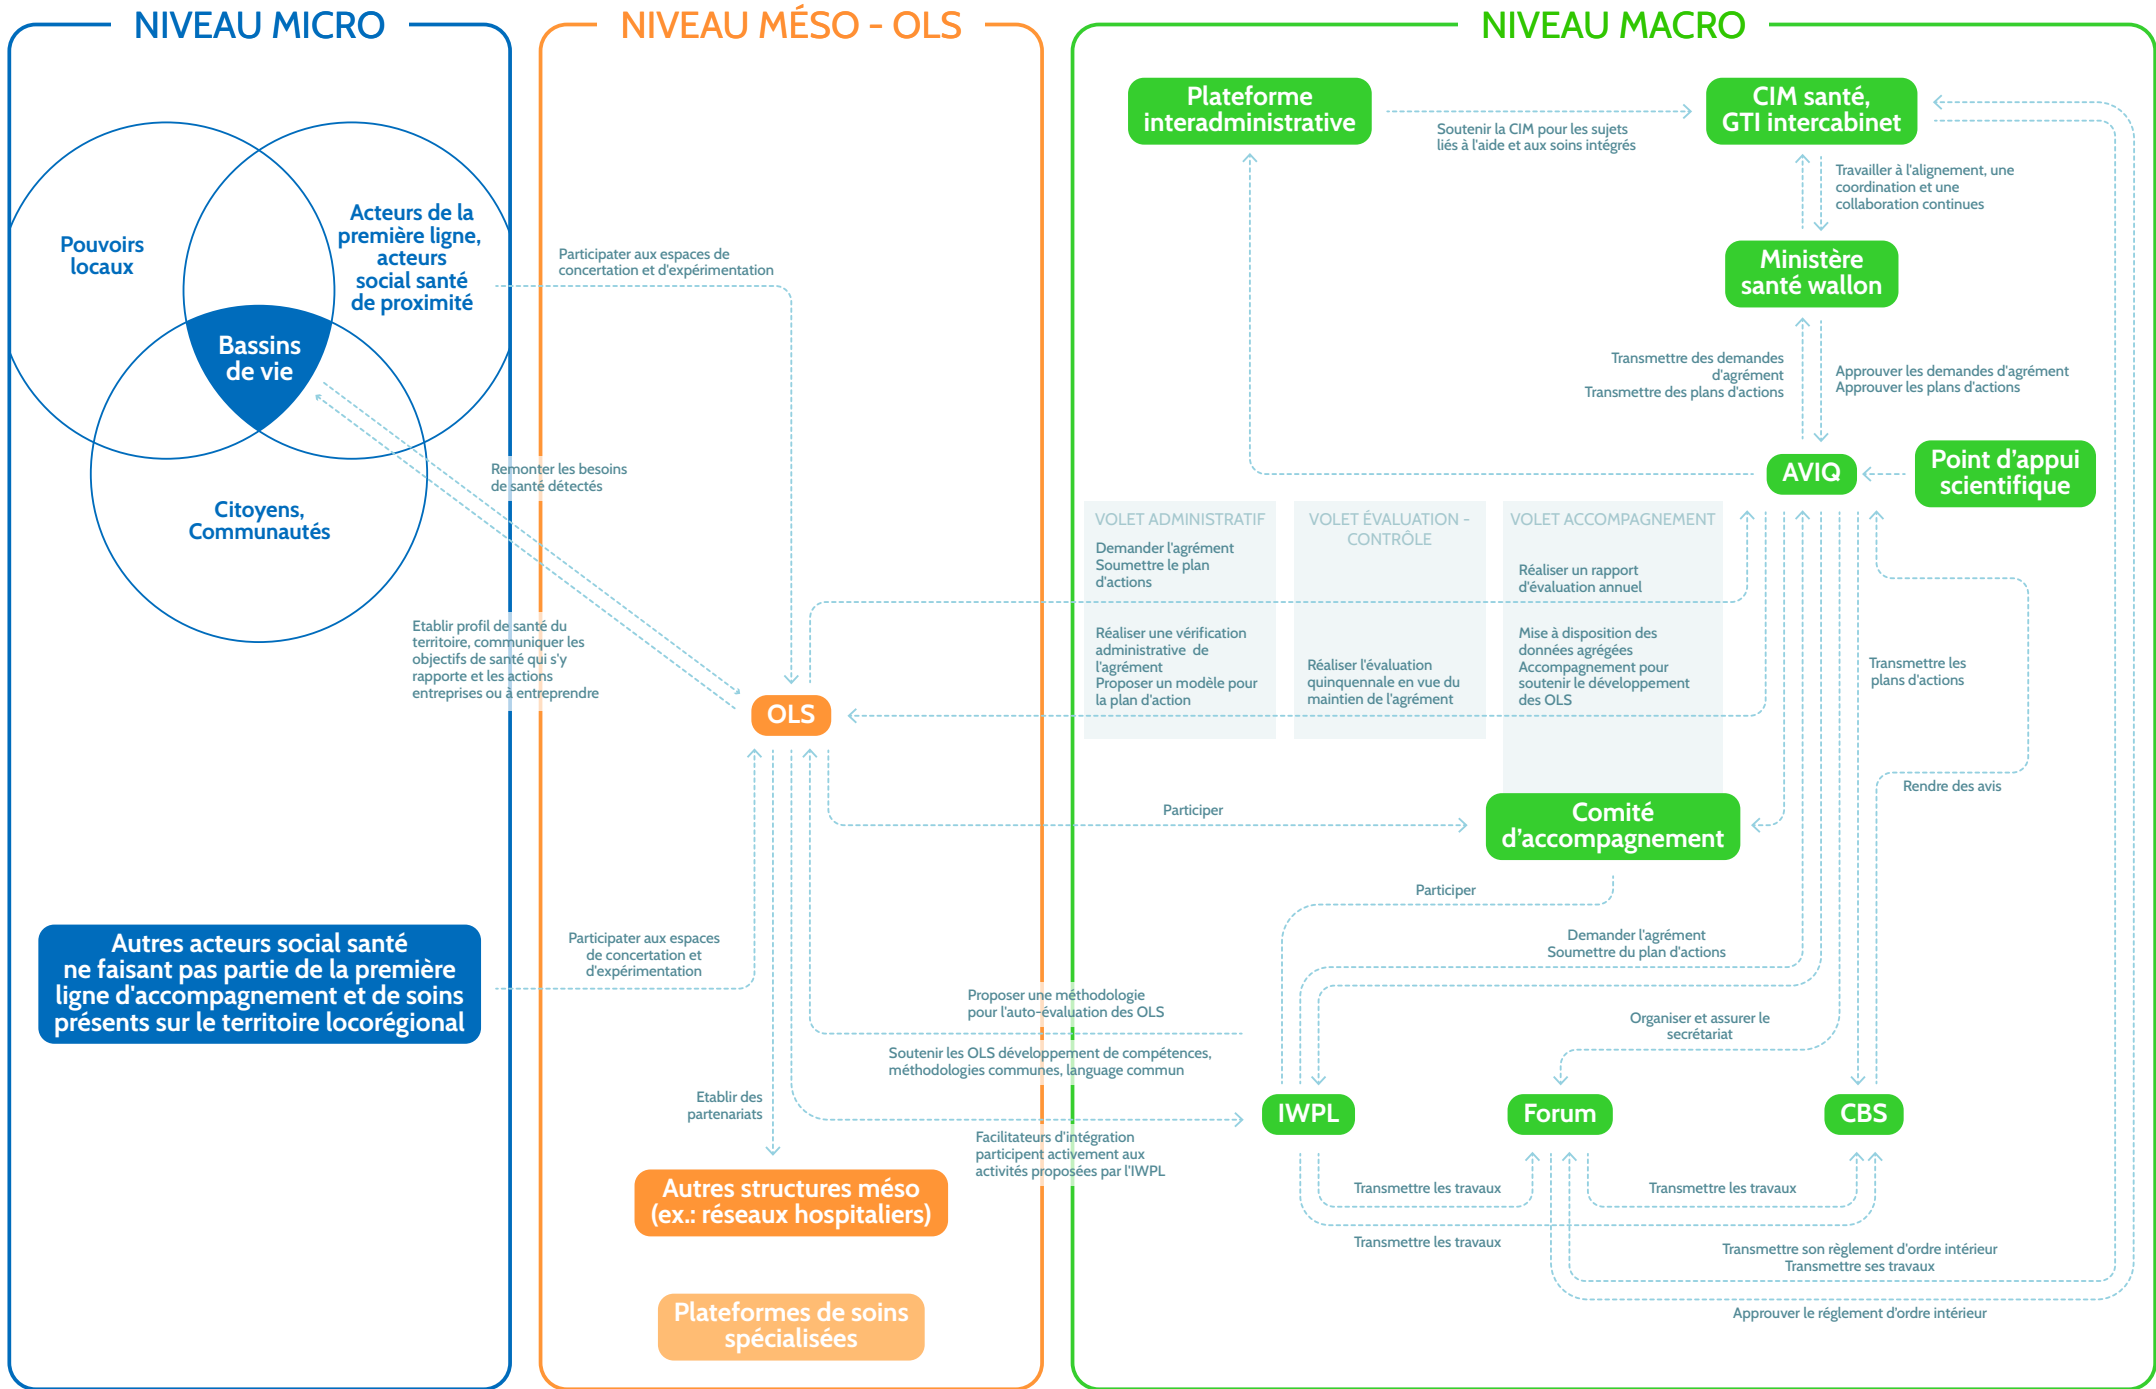 NIVEAU MICRO
NIVEAU MÉSO - OLS
NIVEAU MACRO
Pouvoirs
locaux
Acteurs de la
première ligne,
acteurs
social santé
de proximité
Bassins
de vie
Citoyens,
Communautés
Autres acteurs social santé
ne faisant pas partie de la première
ligne d'accompagnement et de soins
présents sur le territoire locorégional
Participater aux espaces de
concertation et d'expérimentation
Remonter les besoins
de santé détectés
Etablir profil de santé du
territoire, communiquer les
objectifs de santé qui s'y
rapporte et les actions
entreprises ou à entreprendre
OLS
Participater aux espaces
de concertation et
d'expérimentation
Etablir des
partenariats
Autres structures méso
(ex.: réseaux hospitaliers)
Plateformes de soins
spécialisées
Proposer une méthodologie
pour l'auto-évaluation des OLS
Soutenir les OLS développement de compétences,
méthodologies communes, language commun
Facilitateurs d'intégration
participent activement aux
activités proposées par l'IWPL
Plateforme
interadministrative
Soutenir la CIM pour les sujets
liés à l'aide et aux soins intégrés
CIM santé,
GTI intercabinet
Travailler à l'alignement, une
coordination et une
collaboration continues
Ministère
santé wallon
Transmettre des demandes
d'agrément
Transmettre des plans d'actions
Approuver les demandes d'agrément
Approuver les plans d'actions
AVIQ
Point d'appui
scientifique
VOLET ADMINISTRATIF
Demander l'agrément
Soumettre le plan
d'actions
Réaliser une vérification
administrative de
l'agrément
Proposer un modèle pour
la plan d'action
VOLET ÉVALUATION -
CONTRÔLE
Réaliser l'évaluation
quinquennale en vue du
maintien de l'agrément
VOLET ACCOMPAGNEMENT
Réaliser un rapport
d'évaluation annuel
Mise à disposition des
données agrégées
Accompagnement pour
soutenir le développement
des OLS
Transmettre les
plans d'actions
Rendre des avis
Participer
Comité
d'accompagnement
Participer
Demander l'agrément
Soumettre du plan d'actions
Organiser et assurer le
secrétariat
IWPL
Forum
CBS
Transmettre les travaux
Transmettre les travaux
Transmettre les travaux
Transmettre son règlement d'ordre intérieur
Transmettre ses travaux
Approuver le réglement d'ordre intérieur